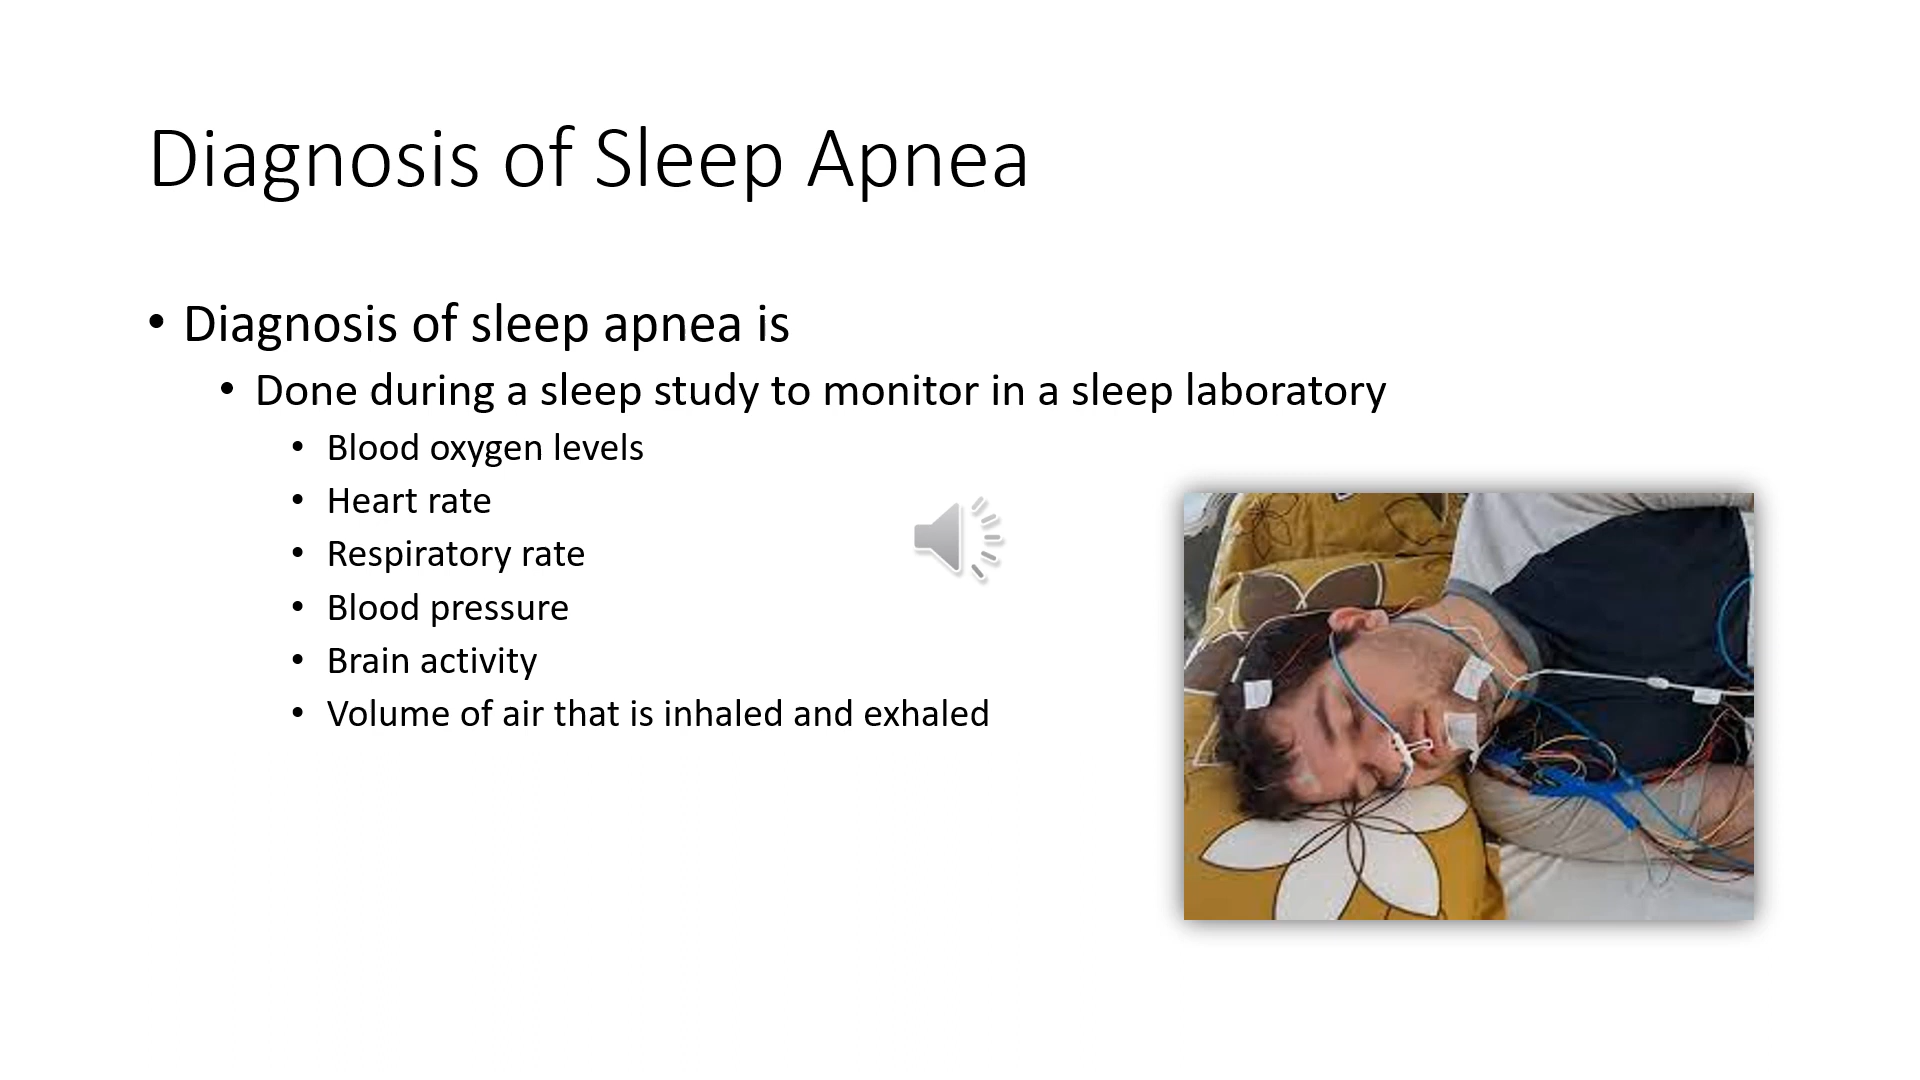 Diagnosis of Sleep Apnea
• Diagnosis of sleep apnea is
• Done during a sleep study to monitor in a sleep laboratory
• Blood oxygen levels
• Heart rate
• Respiratory rate
• Blood pressure
• Brain activity
• Volume of air that is inhaled and exhaled